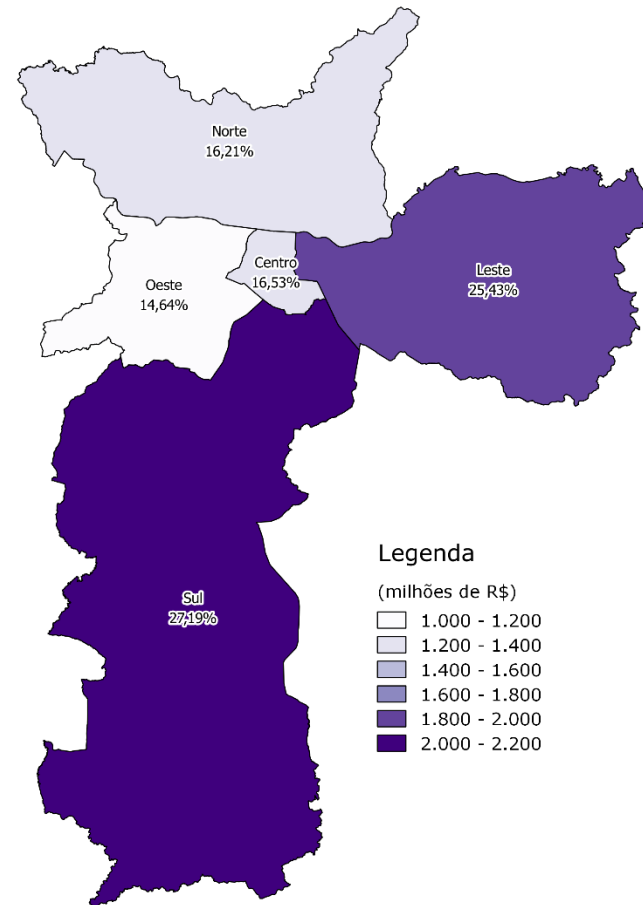 Norte
16,21%
Centro
16,53%
Oeste
14,64%
Leste
25,43%
Sul
27,19%
Legenda
(milhões de R$)
1.000 - 1.200
1.200 - 1.400
1.400 - 1.600
1.600 - 1.800
1.800 - 2.000
2.000 - 2.200